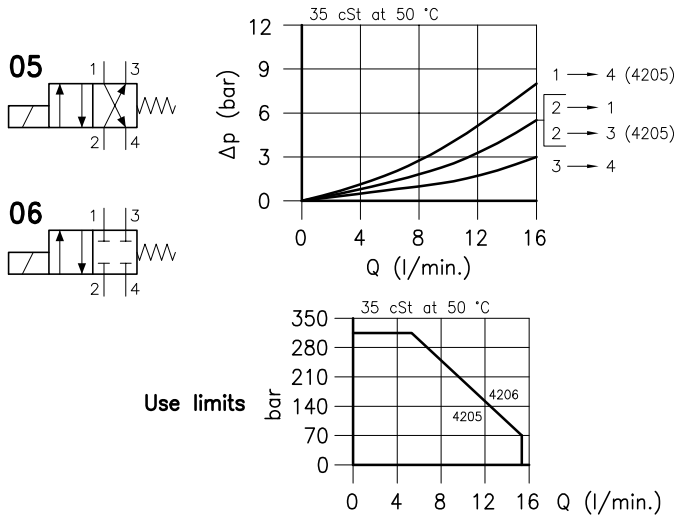 05
1 3
2 4
06
1 3
2 4
35 cSt at 50 °C
Δp (bar)
12
9
6
3
0
0 4 8 12 16
Q (l/min.)
1 → 4 (4205)
2 → 1
2 → 3 (4205)
3 → 4
35 cSt at 50 °C
Use limits
bar
350
280
210
140
70
0
4206
4205
0 4 8 12 16 Q (l/min.)